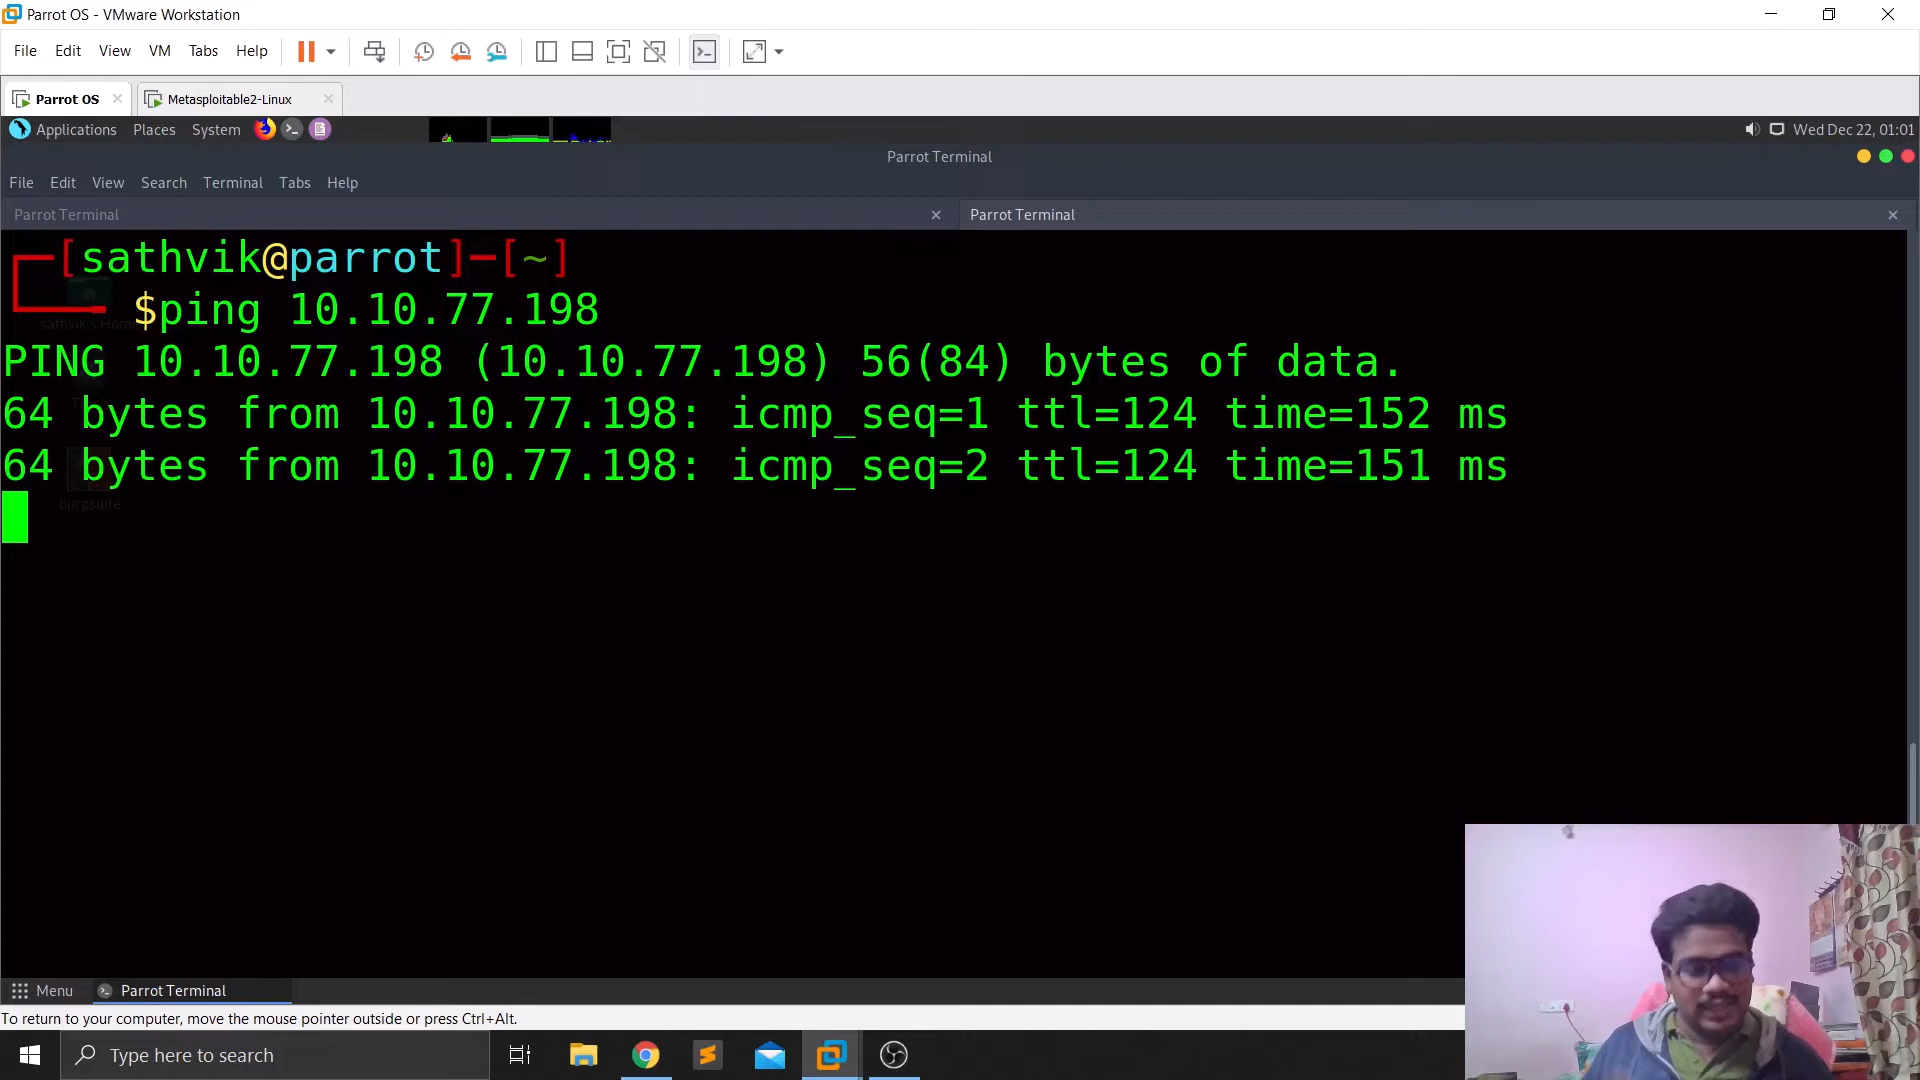 Parrot OS - VMware Workstation
File Edit View VM Tabs Help
Parrot OS Metasploitable2-Linux
Applications Places System Wed Dec 22, 01:01
Parrot Terminal
File Edit View Search Terminal Tabs Help
Parrot Terminal Parrot Terminal
[sathvik@parrot]-[~]
$ping 10.10.77.198
sathvik's Home
PING 10.10.77.198 (10.10.77.198) 56(84) bytes of data.
64 bytes from 10.10.77.198: icmp_seq=1 ttl=124 time=152 ms
64 bytes from 10.10.77.198: icmp_seq=2 ttl=124 time=151 ms
burpsuite
Menu Parrot Terminal
To return to your computer, move the mouse pointer outside or press Ctrl+Alt.
Type here to search